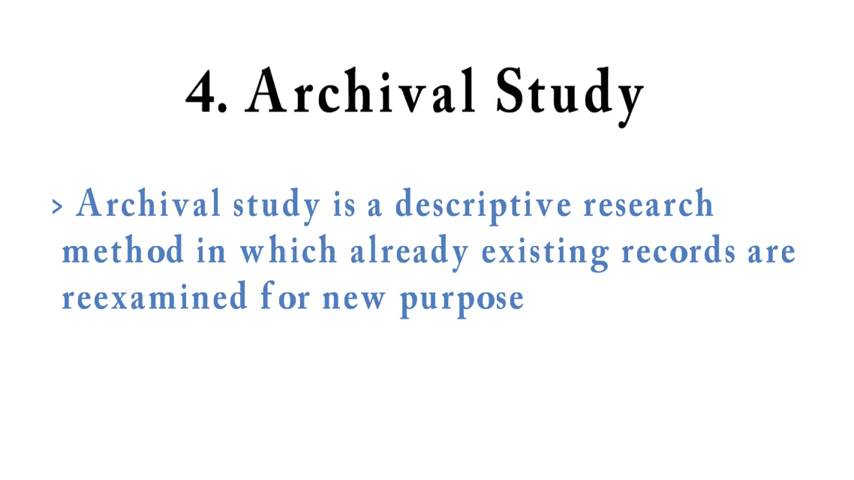 4. Archival Study
> Archival study is a descriptive research
method in which already existing records are
reexamined for new purpose